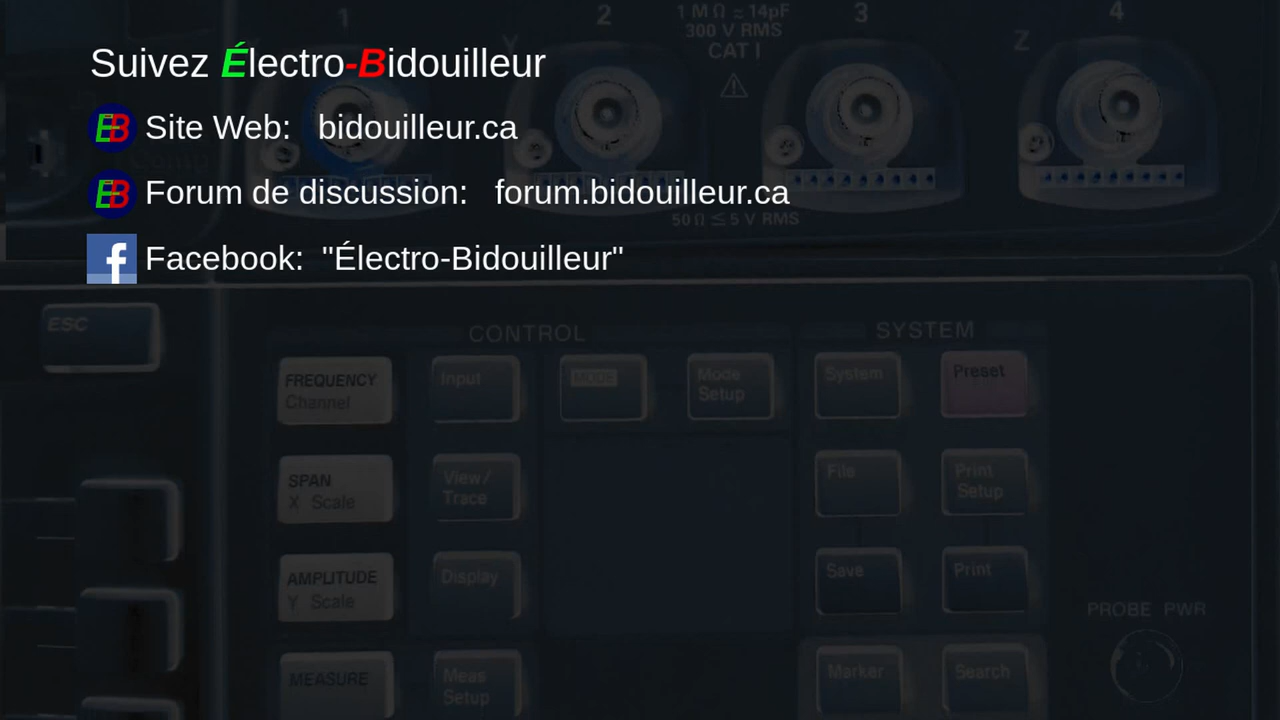 1
2
1 M Ω ≈ 14pF
300 V RMS
CAT I
3
4
Y
Z
Suivez Électro-Bidouilleur
EB Site Web: bidouilleur.ca
EB Forum de discussion: forum.bidouilleur.ca
50 Ω ≤ 5 V RMS
f Facebook: "Électro-Bidouilleur"
ESC
CONTROL
SYSTEM
FREQUENCY
Channel
Input
MODE
Mode
Setup
System
Preset
SPAN
X Scale
View/
Trace
File
Print
Setup
AMPLITUDE
Y Scale
Display
Save
Print
PROBE PWR
MEASURE
Meas
Setup
Marker
Search